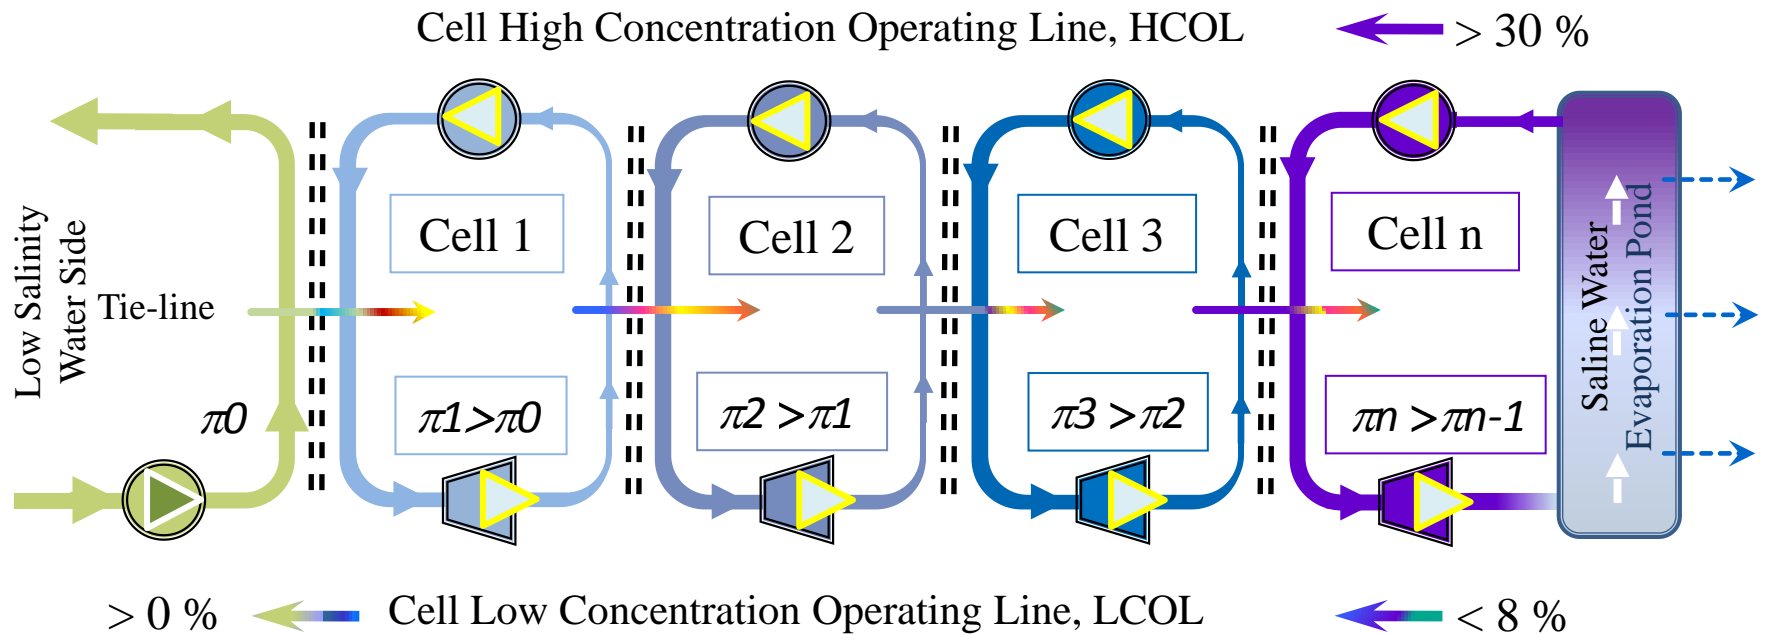 Cell High Concentration Operating Line, HCOL
> 30 %
Low Salinity
Water Side
Tie-line
π0
Cell 1
π1>π0
Cell 2
π2 >π1
Cell 3
π3 >π2
Cell n
πn >πn-1
Saline Water
Evaporation Pond
> 0 %
Cell Low Concentration Operating Line, LCOL
< 8 %